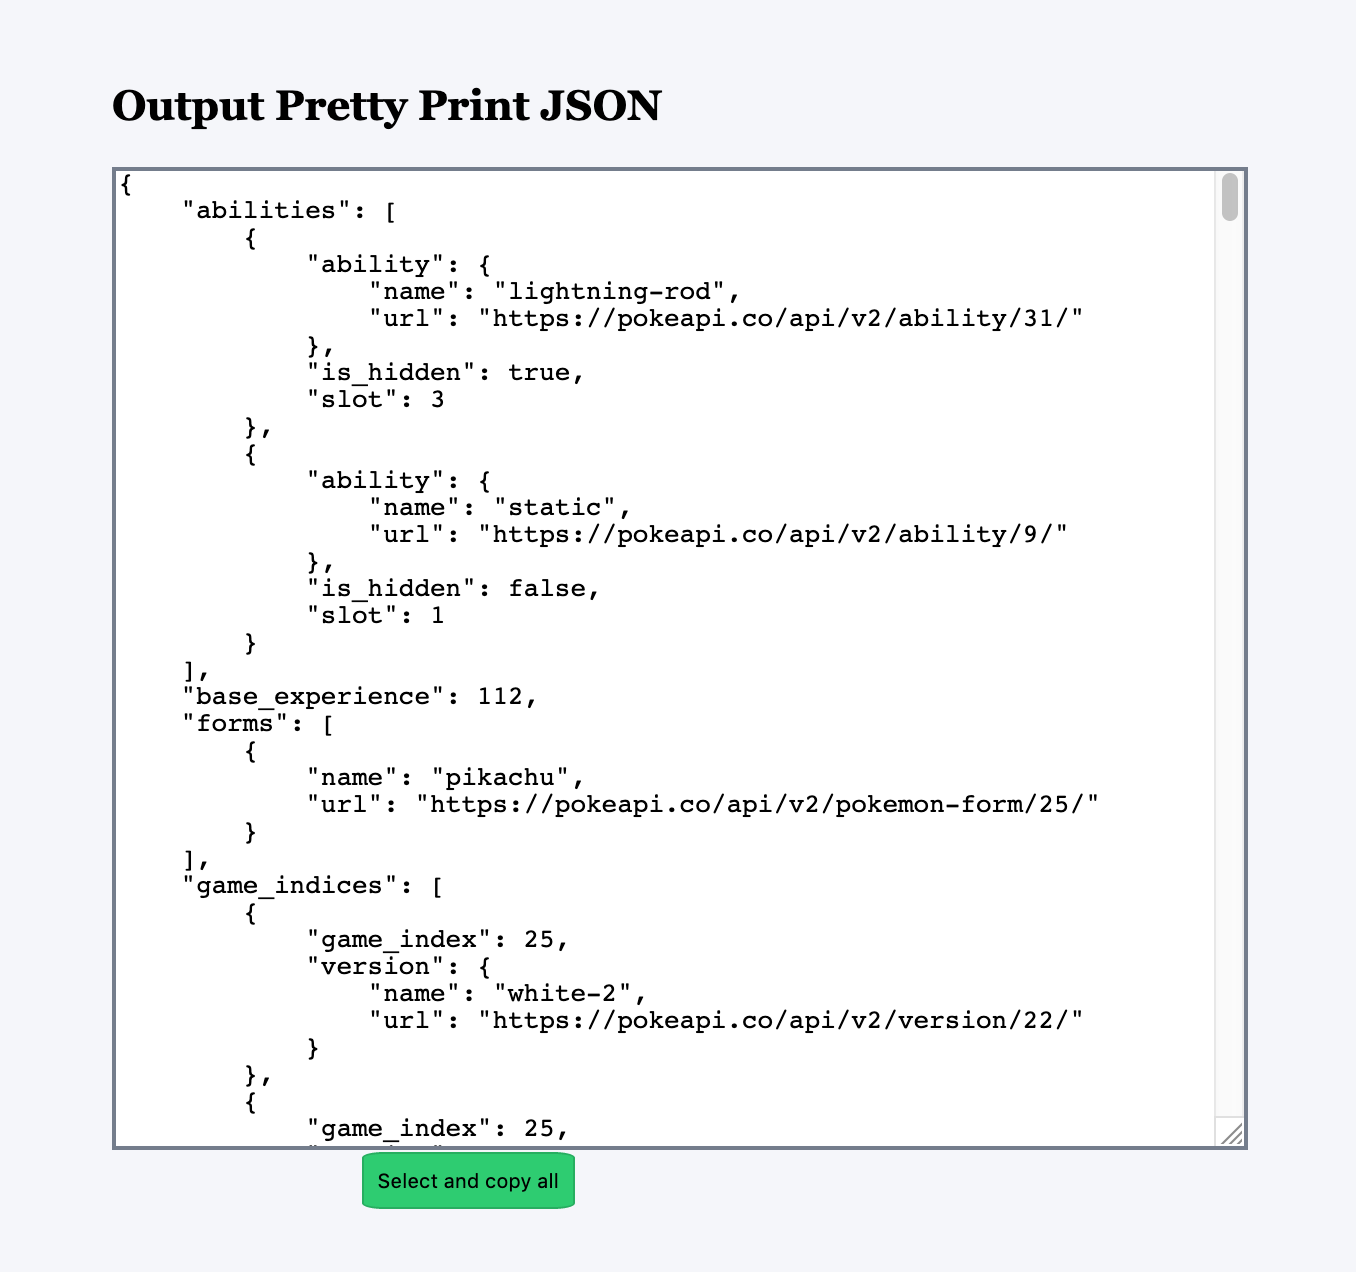 Output Pretty Print JSON
{
    "abilities": [
        {
            "ability": {
                "name": "lightning-rod",
                "url": "https://pokeapi.co/api/v2/ability/31/"
            },
            "is_hidden": true,
            "slot": 3
        },
        {
            "ability": {
                "name": "static",
                "url": "https://pokeapi.co/api/v2/ability/9/"
            },
            "is_hidden": false,
            "slot": 1
        }
    ],
    "base_experience": 112,
    "forms": [
        {
            "name": "pikachu",
            "url": "https://pokeapi.co/api/v2/pokemon-form/25/"
        }
    ],
    "game_indices": [
        {
            "game_index": 25,
            "version": {
                "name": "white-2",
                "url": "https://pokeapi.co/api/v2/version/22/"
            }
        },
        {
            "game_index": 25,
Select and copy all